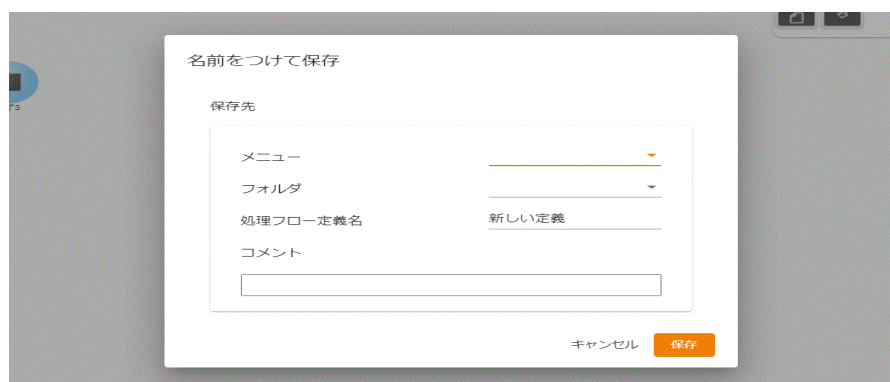 名前をつけて保存
保存先
メニュー
フォルダ
処理フロー定義名 新しい定義
コメント
キャンセル 保存